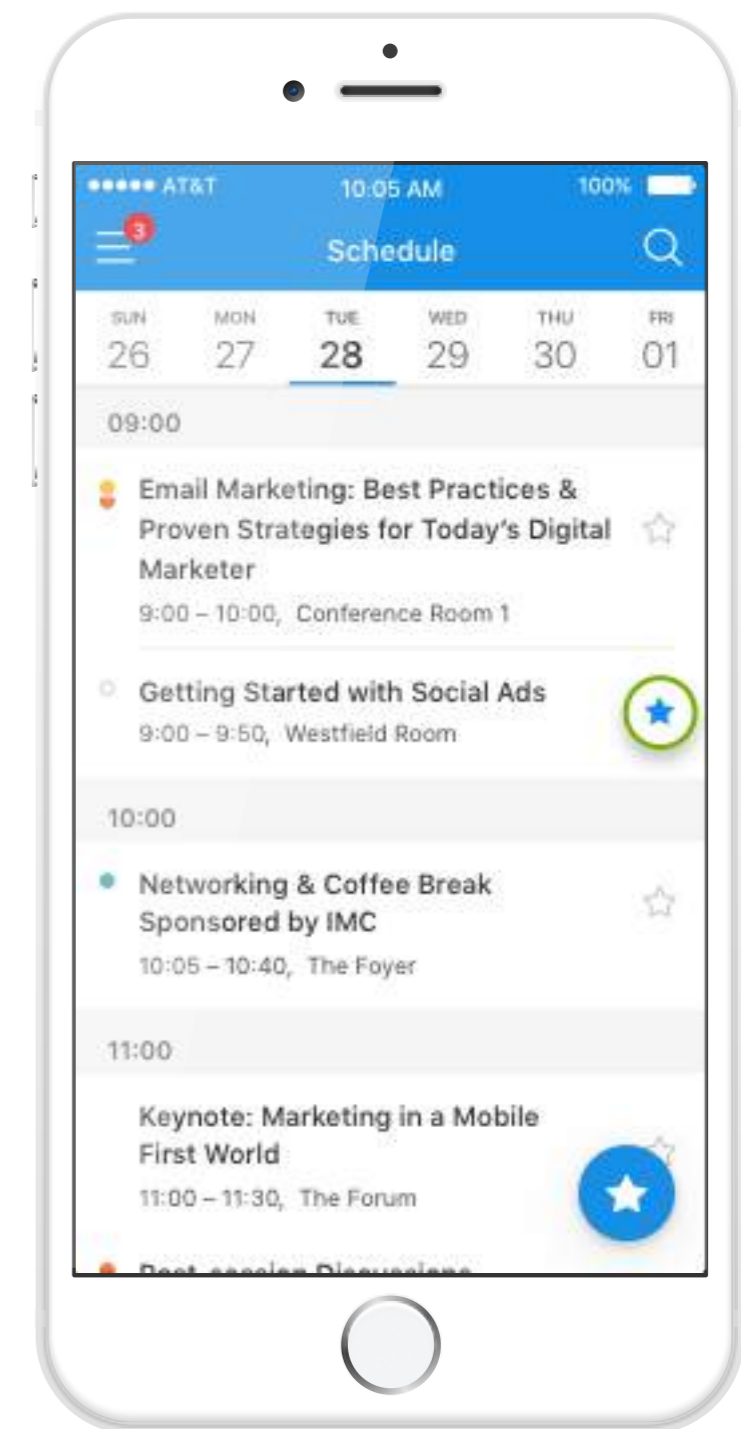 AT&T 10:05 AM 100%
3
Schedule
SUN MON TUE WED THU FRI
26 27 28 29 30 01
09:00
Email Marketing: Best Practices &
Proven Strategies for Today's Digital
Marketer
9:00 – 10:00, Conference Room 1
Getting Started with Social Ads
9:00 – 9:50, Westfield Room
10:00
Networking & Coffee Break
Sponsored by IMC
10:05 – 10:40, The Foyer
11:00
Keynote: Marketing in a Mobile
First World
11:00 – 11:30, The Forum